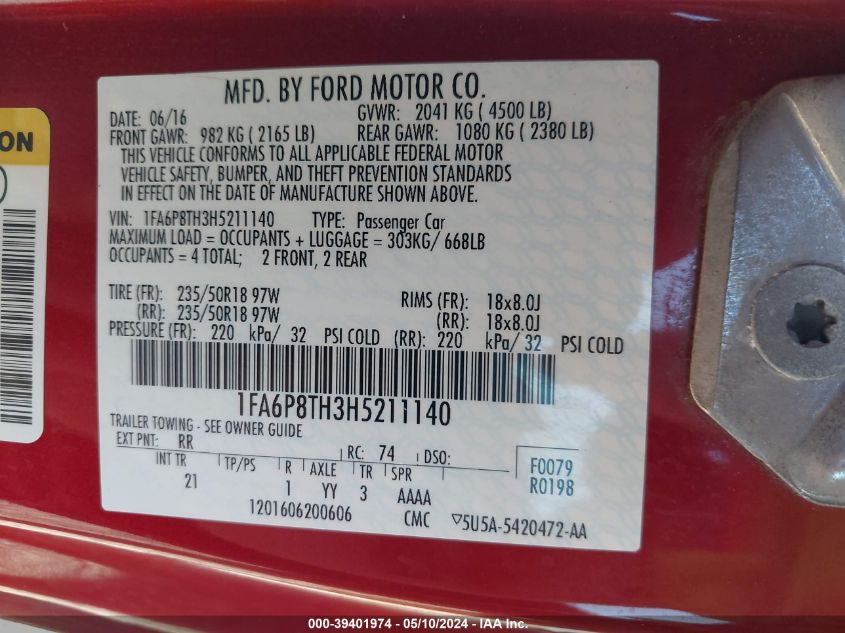 MFD. BY FORD MOTOR CO.
DATE: 06/16 GVWR: 2041 KG ( 4500 LB)
FRONT GAWR: 982 KG ( 2165 LB) REAR GAWR: 1080 KG ( 2380 LB)
THIS VEHICLE CONFORMS TO ALL APPLICABLE FEDERAL MOTOR
VEHICLE SAFETY, BUMPER, AND THEFT PREVENTION STANDARDS
IN EFFECT ON THE DATE OF MANUFACTURE SHOWN ABOVE.
VIN: 1FA6P8TH3H5211140 TYPE: Passenger Car
MAXIMUM LOAD = OCCUPANTS + LUGGAGE = 303KG/ 668LB
OCCUPANTS = 4 TOTAL; 2 FRONT, 2 REAR
TIRE (FR): 235/50R18 97W RIMS (FR): 18x8.0J
(RR): 235/50R18 97W (RR): 18x8.0J
PRESSURE (FR): 220 kPa/ 32 PSI COLD (RR): 220 kPa/ 32 PSI COLD
1FA6P8TH3H5211140
TRAILER TOWING - SEE OWNER GUIDE
EXT PNT: RR RC: 74 DSO:
INT TR TP/PS R AXLE TR SPR
21 1 YY 3 AAAA
F0079
R0198
1201606200606 CMC ▽5U5A-5420472-AA
ON
000-39401974 - 05/10/2024 - IAA Inc.